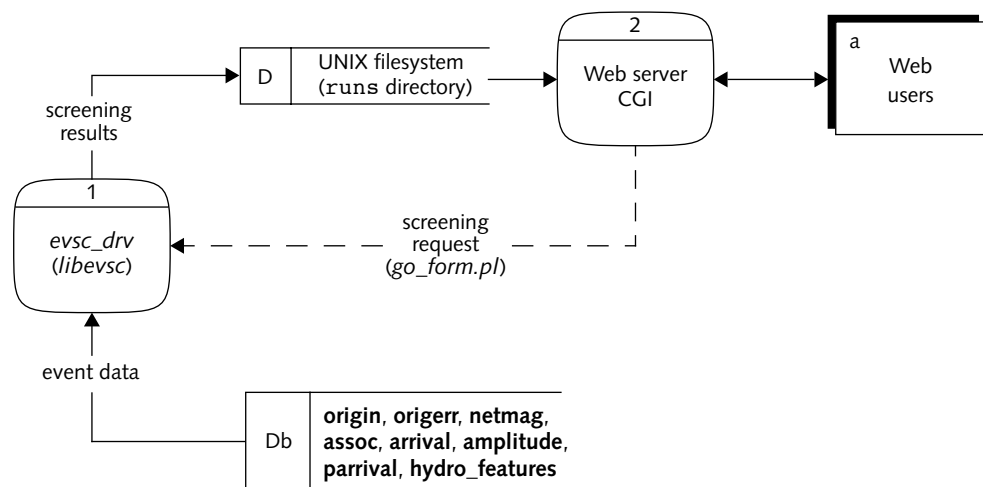 D
UNIX filesystem
(runs directory)
2
Web server
CGI
a
Web
users
screening
results
1
evsc_drv
(libevsc)
screening
request
(go_form.pl)
event data
Db
origin, origerr, netmag,
assoc, arrival, amplitude,
parrival, hydro_features